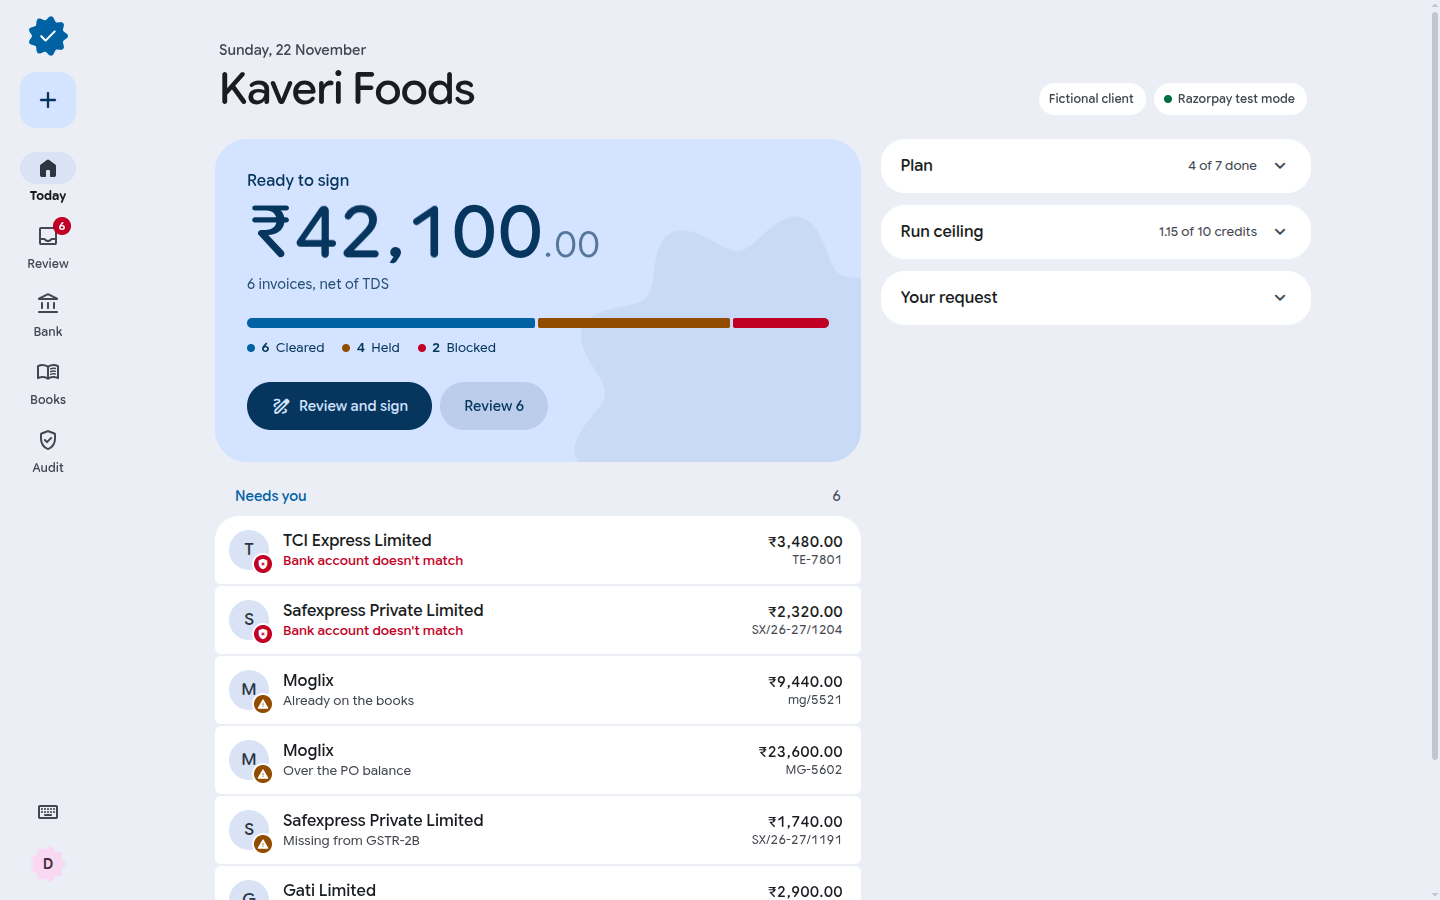 Sunday, 22 November
Kaveri Foods
Fictional client
Razorpay test mode
Today
6
Review
Bank
Books
Audit
D
Ready to sign
₹42,100.00
6 invoices, net of TDS
6 Cleared
4 Held
2 Blocked
Review and sign
Review 6
Plan
4 of 7 done
Run ceiling
1.15 of 10 credits
Your request
Needs you
6
T
TCI Express Limited
₹3,480.00
Bank account doesn't match
TE-7801
S
Safexpress Private Limited
₹2,320.00
Bank account doesn't match
SX/26-27/1204
M
Moglix
₹9,440.00
Already on the books
mg/5521
M
Moglix
₹23,600.00
Over the PO balance
MG-5602
S
Safexpress Private Limited
₹1,740.00
Missing from GSTR-2B
SX/26-27/1191
G
Gati Limited
₹2,900.00